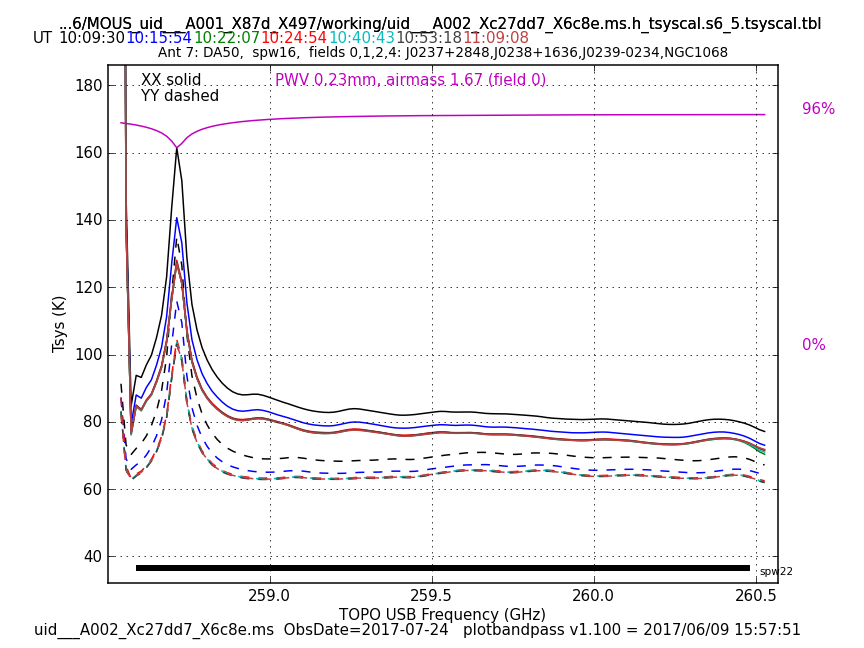 ...6/MOUS_uid___A001_X87d_X497/working/uid___A002_Xc27dd7_X6c8e.ms.h_tsyscal.s6_5.tsyscal.tbl
UT 10:09:30 10:15:54 10:22:07 10:24:54 10:40:43 10:53:18 11:09:08
Ant 7: DA50, spw16, fields 0,1,2,4: J0237+2848,J0238+1636,J0239-0234,NGC1068
XX solid PWV 0.23mm, airmass 1.67 (field 0)
YY dashed
180
96%
160
140
120
100
0%
80
60
40
Tsys (K)
spw22
259.0 259.5 260.0 260.5
TOPO USB Frequency (GHz)
uid___A002_Xc27dd7_X6c8e.ms ObsDate=2017-07-24 plotbandpass v1.100 = 2017/06/09 15:57:51